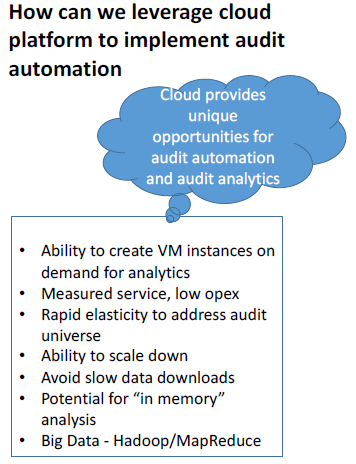 How can we leverage cloud
platform to implement audit
automation
Cloud provides
unique
opportunities for
audit automation
and audit analytics
• Ability to create VM instances on
demand for analytics
• Measured service, low opex
• Rapid elasticity to address audit
universe
• Ability to scale down
• Avoid slow data downloads
• Potential for “in memory”
analysis
• Big Data - Hadoop/MapReduce